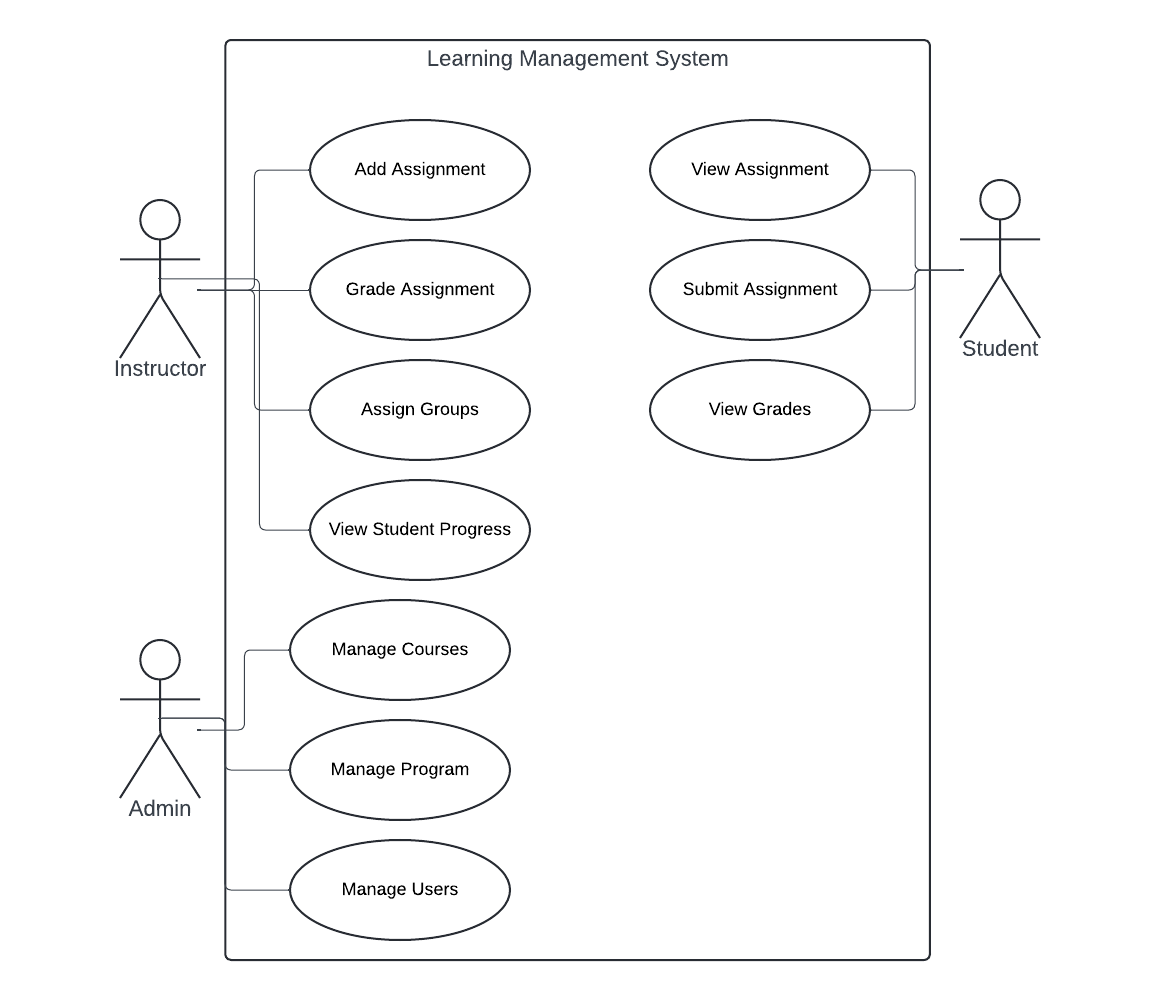 Learning Management System
Add Assignment
View Assignment
Grade Assignment
Submit Assignment
Instructor
Student
Assign Groups
View Grades
View Student Progress
Manage Courses
Manage Program
Admin
Manage Users